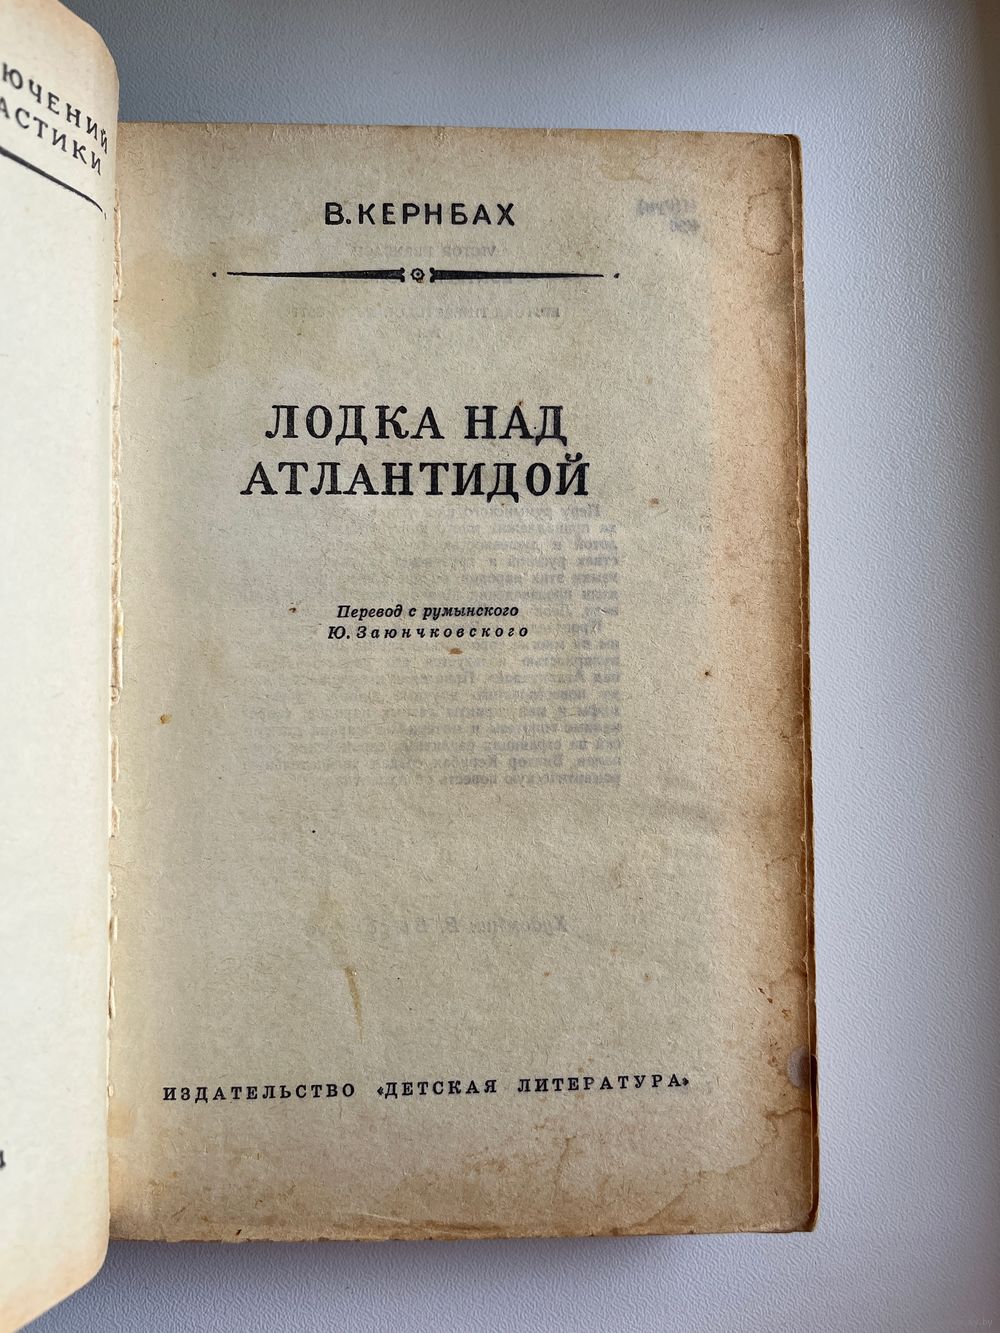 ЮЧЕНИЙ
АСТИКИ
В. КЕРНБАХ
ЛОДКА НАД
АТЛАНТИДОЙ
Перевод с румынского
Ю. Заюнчковского
ИЗДАТЕЛЬСТВО «ДЕТСКАЯ ЛИТЕРАТУРА»